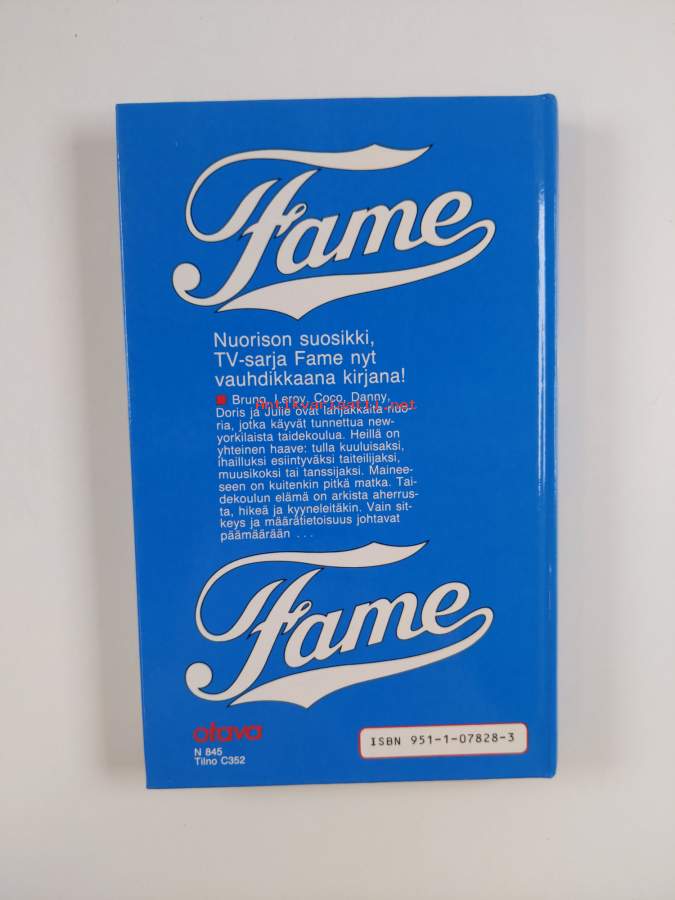 Fame
Nuorison suosikki,
TV-sarja Fame nyt
vauhdikkaana kirjana!
Bruno, Leroy, Coco, Danny,
antikvariaatti.net
Doris ja Julie ovat lahjakkaita nuo-
ria, jotka käyvät tunnettua new-
yorkilaista taidekoulua. Heillä on
yhteinen haave: tulla kuuluisaksi,
ihailluksi esiintyväksi taiteilijaksi,
muusikoksi tai tanssijaksi. Mainee-
seen on kuitenkin pitkä matka. Tai-
dekoulun elämä on arkista aherrus-
ta, hikeä ja kyyneleitäkin. Vain sit-
keys ja määrätietoisuus johtavat
päämäärään ...
Fame
otava
N 845
Tilno C352
ISBN 951-1-07828-3